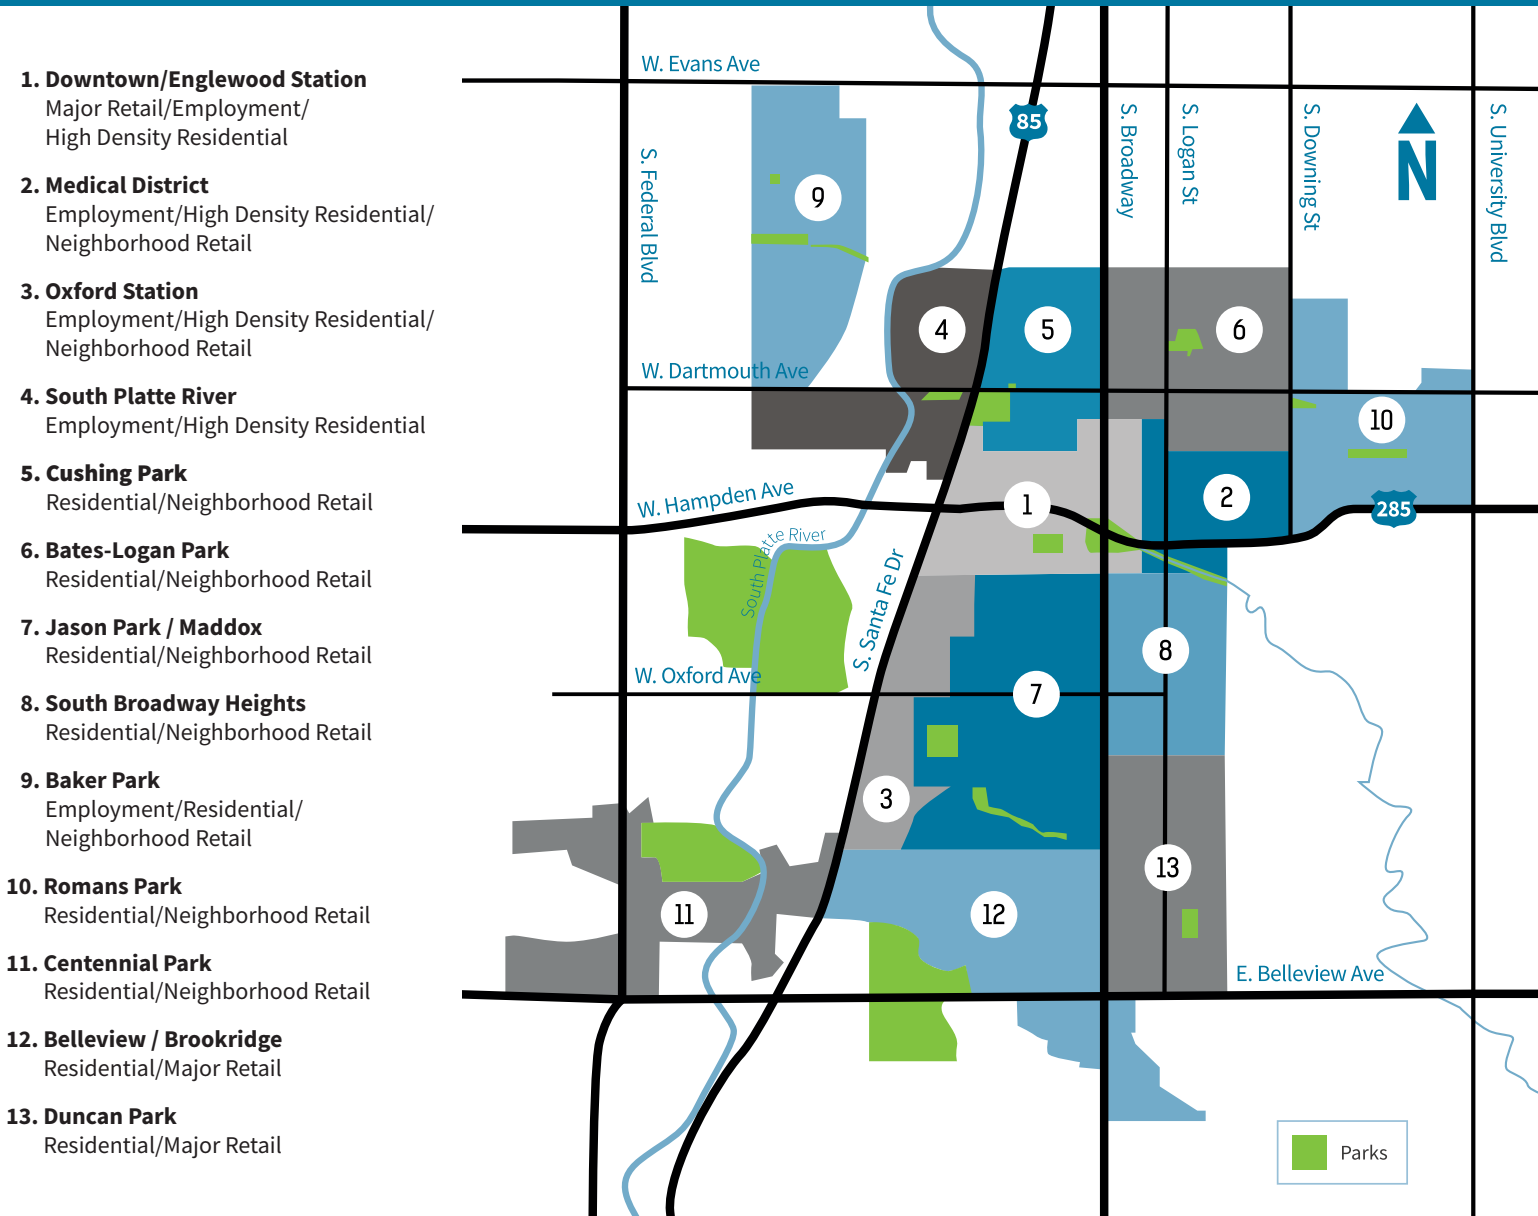 1. Downtown/Englewood Station
Major Retail/Employment/
High Density Residential
2. Medical District
Employment/High Density Residential/
Neighborhood Retail
3. Oxford Station
Employment/High Density Residential/
Neighborhood Retail
4. South Platte River
Employment/High Density Residential
5. Cushing Park
Residential/Neighborhood Retail
6. Bates-Logan Park
Residential/Neighborhood Retail
7. Jason Park / Maddox
Residential/Neighborhood Retail
8. South Broadway Heights
Residential/Neighborhood Retail
9. Baker Park
Employment/Residential/
Neighborhood Retail
10. Romans Park
Residential/Neighborhood Retail
11. Centennial Park
Residential/Neighborhood Retail
12. Belleview / Brookridge
Residential/Major Retail
13. Duncan Park
Residential/Major Retail
W. Evans Ave
85
S. Federal Blvd
S. Broadway
S. Logan St
S. Downing St
N
S. University Blvd
9
4
5
6
W. Dartmouth Ave
10
W. Hampden Ave
1
2
285
South Platte River
S. Santa Fe Dr
8
W. Oxford Ave
7
3
13
11
12
E. Belleview Ave
Parks